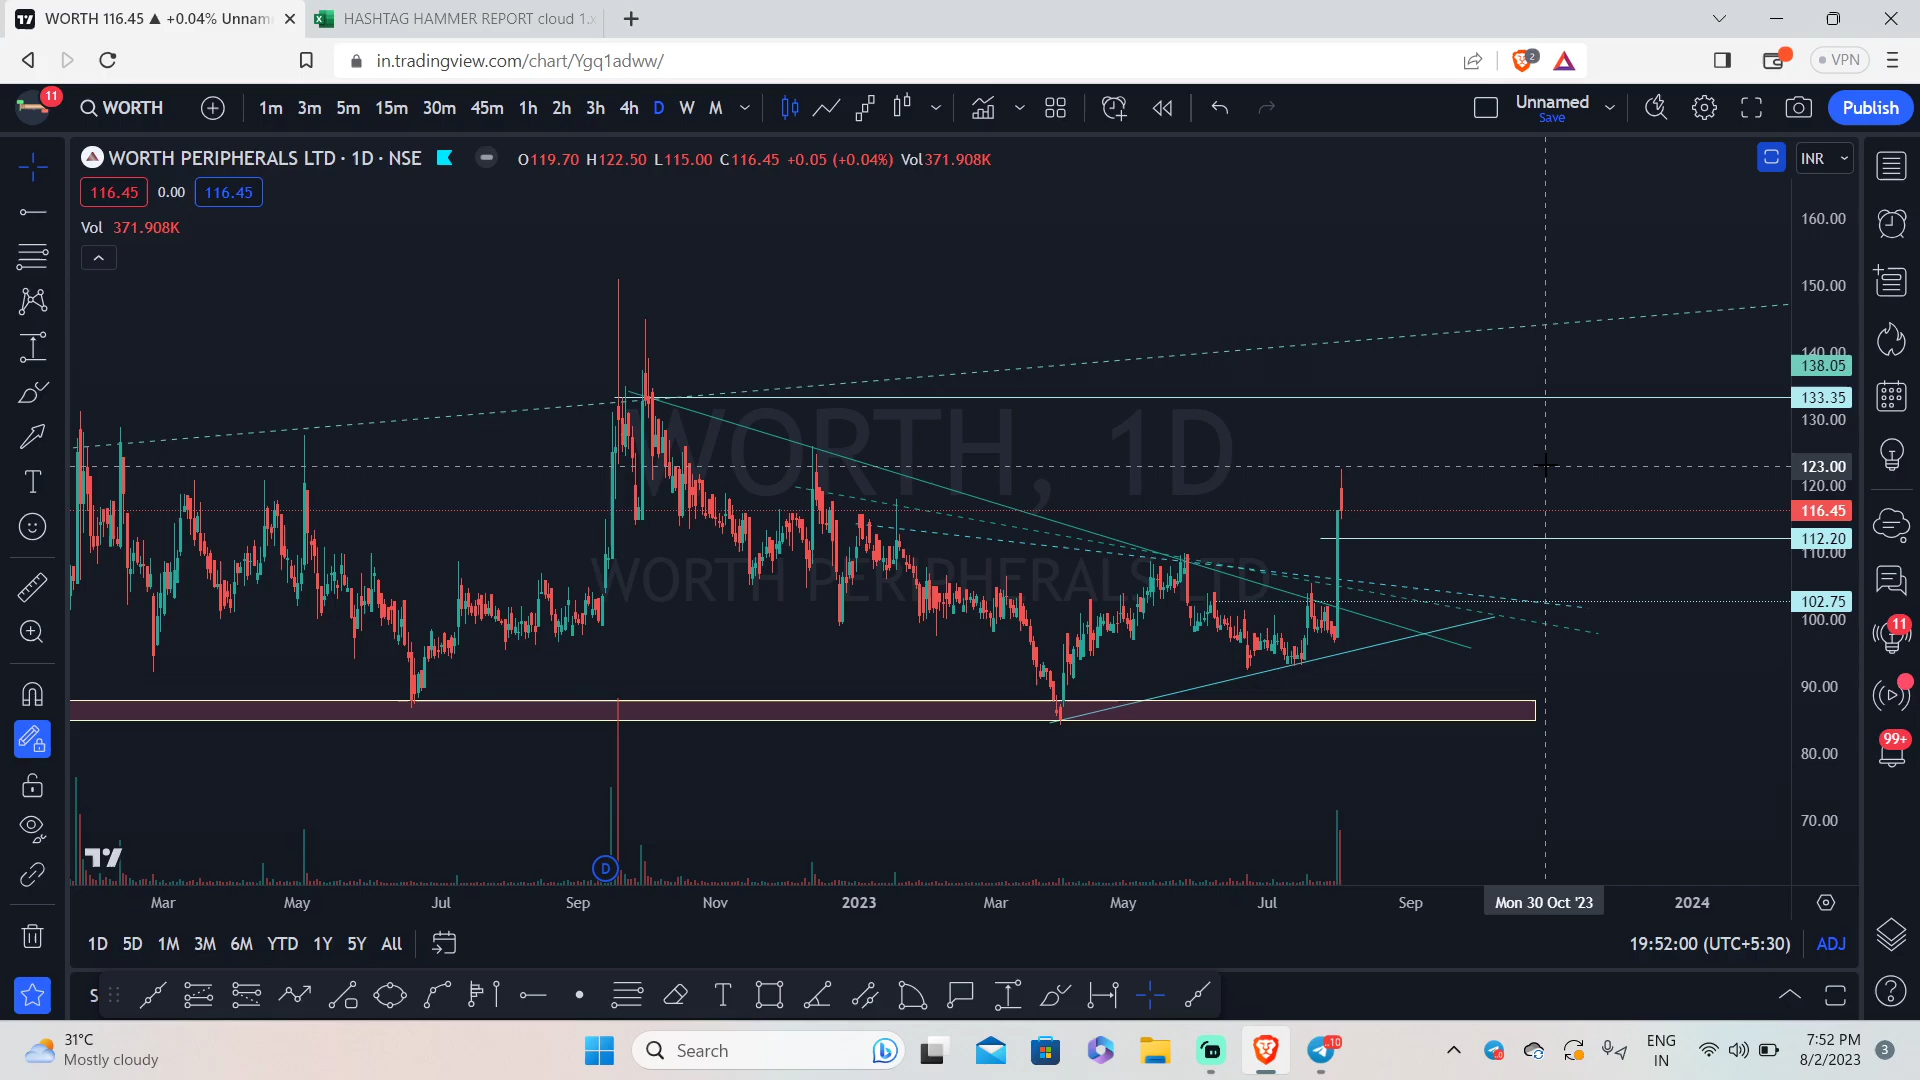 WORTH 116.45 ▲ +0.04% Unnam
HASHTAG HAMMER REPORT cloud 1.x
in.tradingview.com/chart/Ygq1adww/
2
VPN
11
WORTH
1m 3m 5m 15m 30m 45m 1h 2h 3h 4h D W M
Unnamed
Save
Publish
WORTH PERIPHERALS LTD · 1D · NSE
O119.70 H122.50 L115.00 C116.45 +0.05 (+0.04%) Vol371.908K
INR
116.45 0.00 116.45
Vol 371.908K
WORTH, 1D
WORTH PERIPHERALS LTD
160.00
150.00
140.00
138.05
133.35
130.00
123.00
120.00
116.45
112.20
110.00
102.75
100.00
90.00
80.00
70.00
11
99+
D
Mar May Jul Sep Nov 2023 Mar May Jul Sep Mon 30 Oct '23 2024
1D 5D 1M 3M 6M YTD 1Y 5Y All
19:52:00 (UTC+5:30) ADJ
S
31°C
Mostly cloudy
Search
10
ENG
IN
7:52 PM
8/2/2023
3